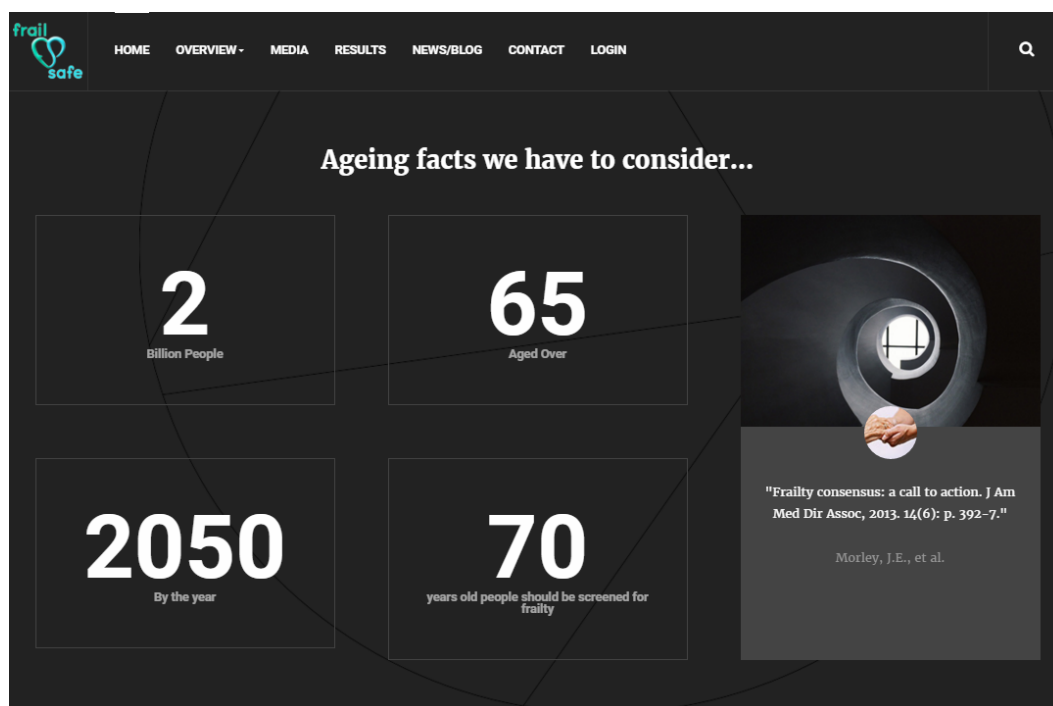 frail
safe
HOME OVERVIEW MEDIA RESULTS NEWS/BLOG CONTACT LOGIN
Ageing facts we have to consider...
2
Billion People
65
Aged Over
2050
By the year
70
years old people should be screened for
frailty
"Frailty consensus: a call to action. J Am
Med Dir Assoc, 2013. 14(6): p. 392-7."
Morley, J.E., et al.